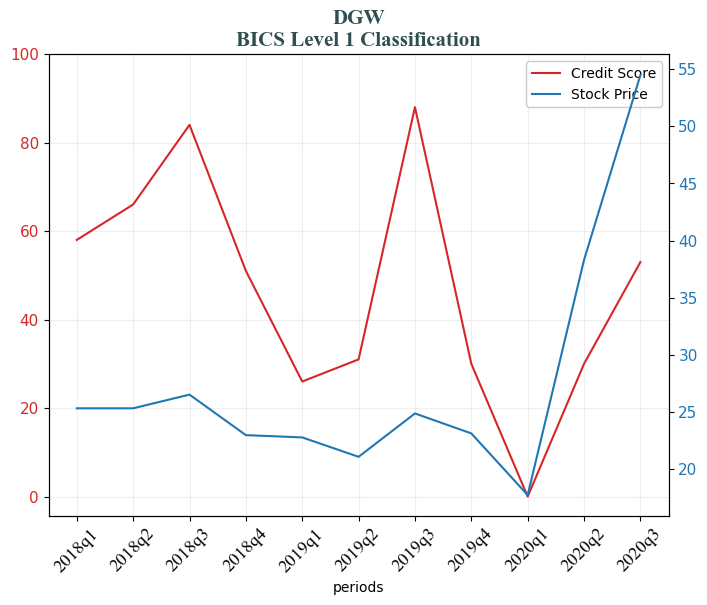 DGW
BICS Level 1 Classification
Credit Score
Stock Price
100
80
60
40
20
0
55
50
45
40
35
30
25
20
2018q1
2018q2
2018q3
2018q4
2019q1
2019q2
2019q3
2019q4
2020q1
2020q2
2020q3
periods